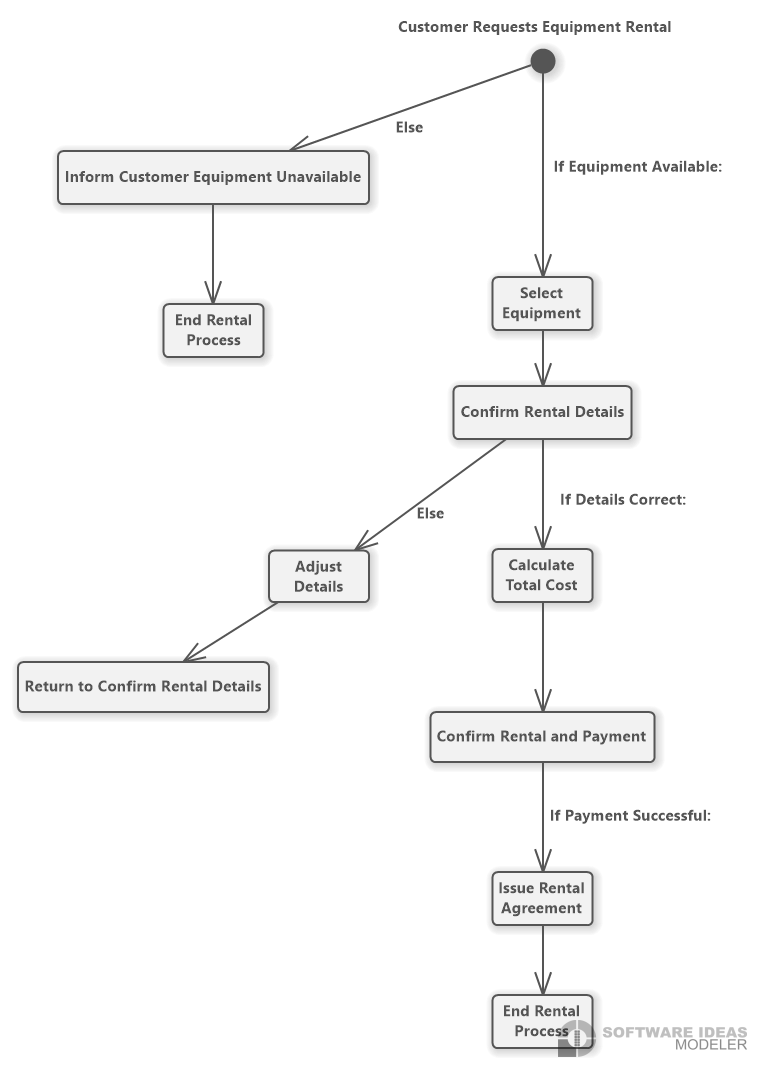 Customer Requests Equipment Rental
Else
If Equipment Available:
Inform Customer Equipment Unavailable
Select
Equipment
End Rental
Process
Confirm Rental Details
If Details Correct:
Else
Adjust
Details
Calculate
Total Cost
Return to Confirm Rental Details
Confirm Rental and Payment
If Payment Successful:
Issue Rental
Agreement
End Rental
Process
SOFTWARE IDEAS
MODELER